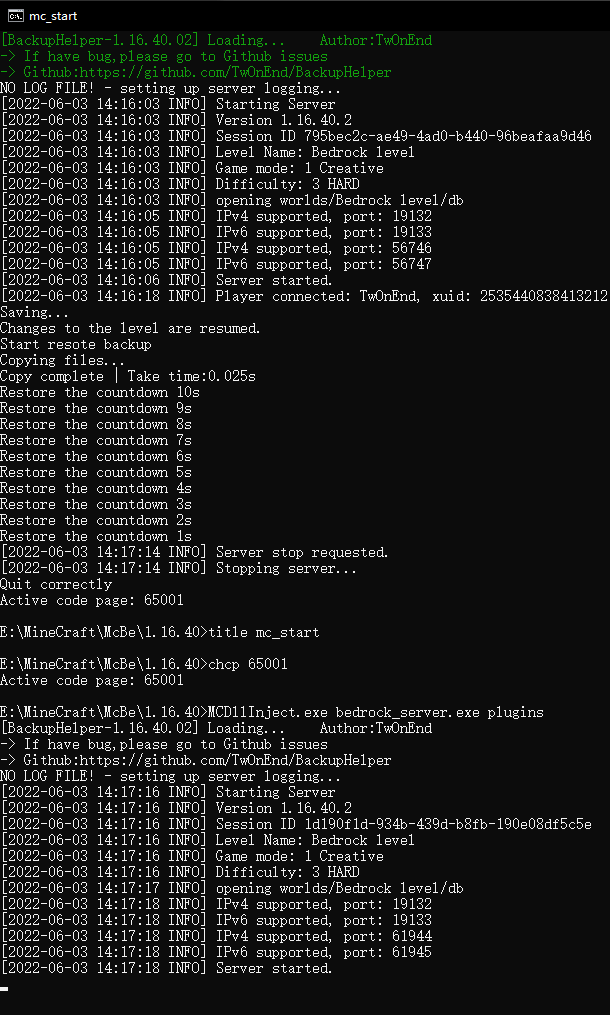 mc_start
[BackupHelper-1.16.40.02] Loading... Author:TwOnEnd
-> If have bug,please go to Github issues
-> Github:https://github.com/TwOnEnd/BackupHelper
NO LOG FILE! - setting up server logging...
[2022-06-03 14:16:03 INFO] Starting Server
[2022-06-03 14:16:03 INFO] Version 1.16.40.2
[2022-06-03 14:16:03 INFO] Session ID 795bec2c-ae49-4ad0-b440-96beafaa9d46
[2022-06-03 14:16:03 INFO] Level Name: Bedrock level
[2022-06-03 14:16:03 INFO] Game mode: 1 Creative
[2022-06-03 14:16:03 INFO] Difficulty: 3 HARD
[2022-06-03 14:16:03 INFO] opening worlds/Bedrock level/db
[2022-06-03 14:16:05 INFO] IPv4 supported, port: 19132
[2022-06-03 14:16:05 INFO] IPv6 supported, port: 19133
[2022-06-03 14:16:05 INFO] IPv4 supported, port: 56746
[2022-06-03 14:16:05 INFO] IPv6 supported, port: 56747
[2022-06-03 14:16:06 INFO] Server started.
[2022-06-03 14:16:18 INFO] Player connected: TwOnEnd, xuid: 2535440838413212
Saving...
Changes to the level are resumed.
Start resote backup
Copying files...
Copy complete | Take time:0.025s
Restore the countdown 10s
Restore the countdown 9s
Restore the countdown 8s
Restore the countdown 7s
Restore the countdown 6s
Restore the countdown 5s
Restore the countdown 4s
Restore the countdown 3s
Restore the countdown 2s
Restore the countdown 1s
[2022-06-03 14:17:14 INFO] Server stop requested.
[2022-06-03 14:17:14 INFO] Stopping server...
Quit correctly
Active code page: 65001
E:\MineCraft\McBe\1.16.40>title mc_start
E:\MineCraft\McBe\1.16.40>chcp 65001
Active code page: 65001
E:\MineCraft\McBe\1.16.40>MCDllInject.exe bedrock_server.exe plugins
[BackupHelper-1.16.40.02] Loading... Author:TwOnEnd
-> If have bug,please go to Github issues
-> Github:https://github.com/TwOnEnd/BackupHelper
NO LOG FILE! - setting up server logging...
[2022-06-03 14:17:16 INFO] Starting Server
[2022-06-03 14:17:16 INFO] Version 1.16.40.2
[2022-06-03 14:17:16 INFO] Session ID 1d190f1d-934b-439d-b8fb-190e08df5c5e
[2022-06-03 14:17:16 INFO] Level Name: Bedrock level
[2022-06-03 14:17:16 INFO] Game mode: 1 Creative
[2022-06-03 14:17:16 INFO] Difficulty: 3 HARD
[2022-06-03 14:17:17 INFO] opening worlds/Bedrock level/db
[2022-06-03 14:17:18 INFO] IPv4 supported, port: 19132
[2022-06-03 14:17:18 INFO] IPv6 supported, port: 19133
[2022-06-03 14:17:18 INFO] IPv4 supported, port: 61944
[2022-06-03 14:17:18 INFO] IPv6 supported, port: 61945
[2022-06-03 14:17:18 INFO] Server started.